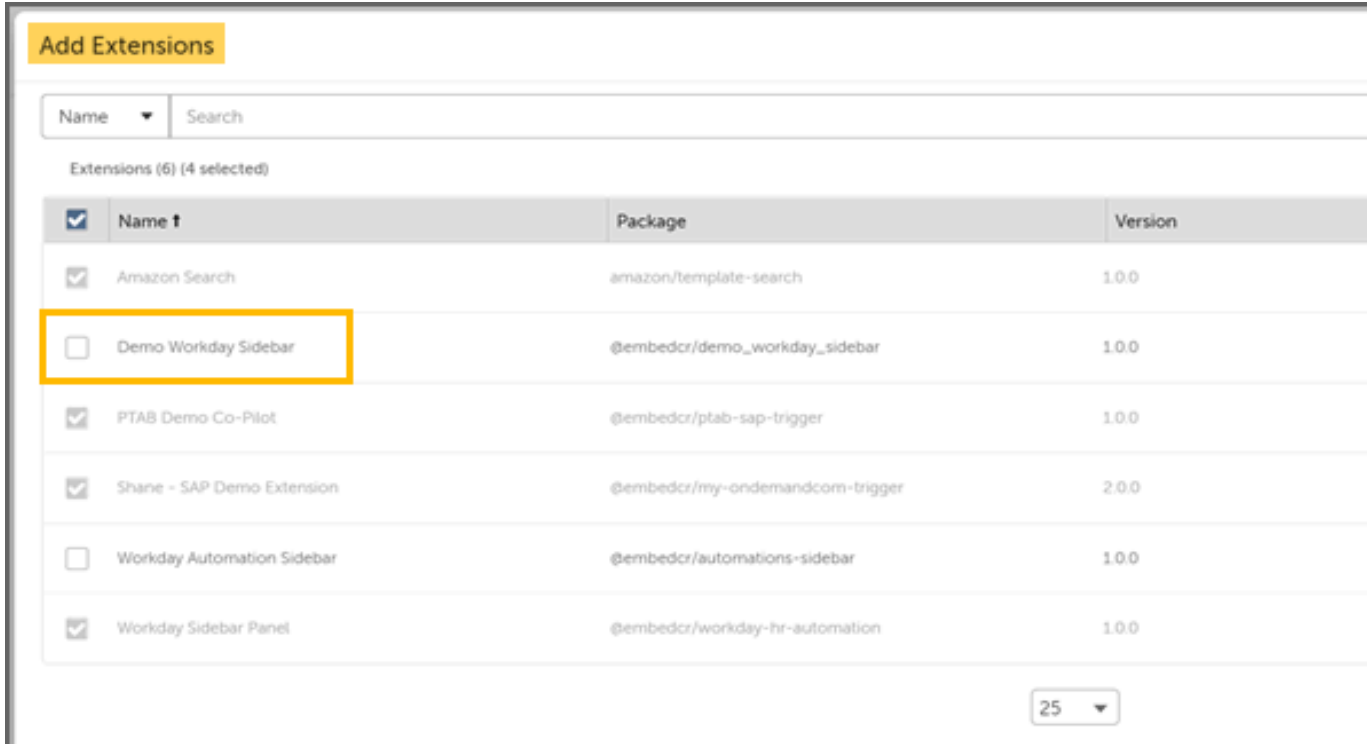 Add Extensions
Name Search
Extensions (6) (4 selected)
Name ↑ Package Version
Amazon Search amazon/template-search 1.0.0
Demo Workday Sidebar @embedcr/demo_workday_sidebar 1.0.0
PTAB Demo Co-Pilot @embedcr/ptab-sap-trigger 1.0.0
Shane - SAP Demo Extension @embedcr/my-ondemandcom-trigger 2.0.0
Workday Automation Sidebar @embedcr/automations-sidebar 1.0.0
Workday Sidebar Panel @embedcr/workday-hr-automation 1.0.0
25